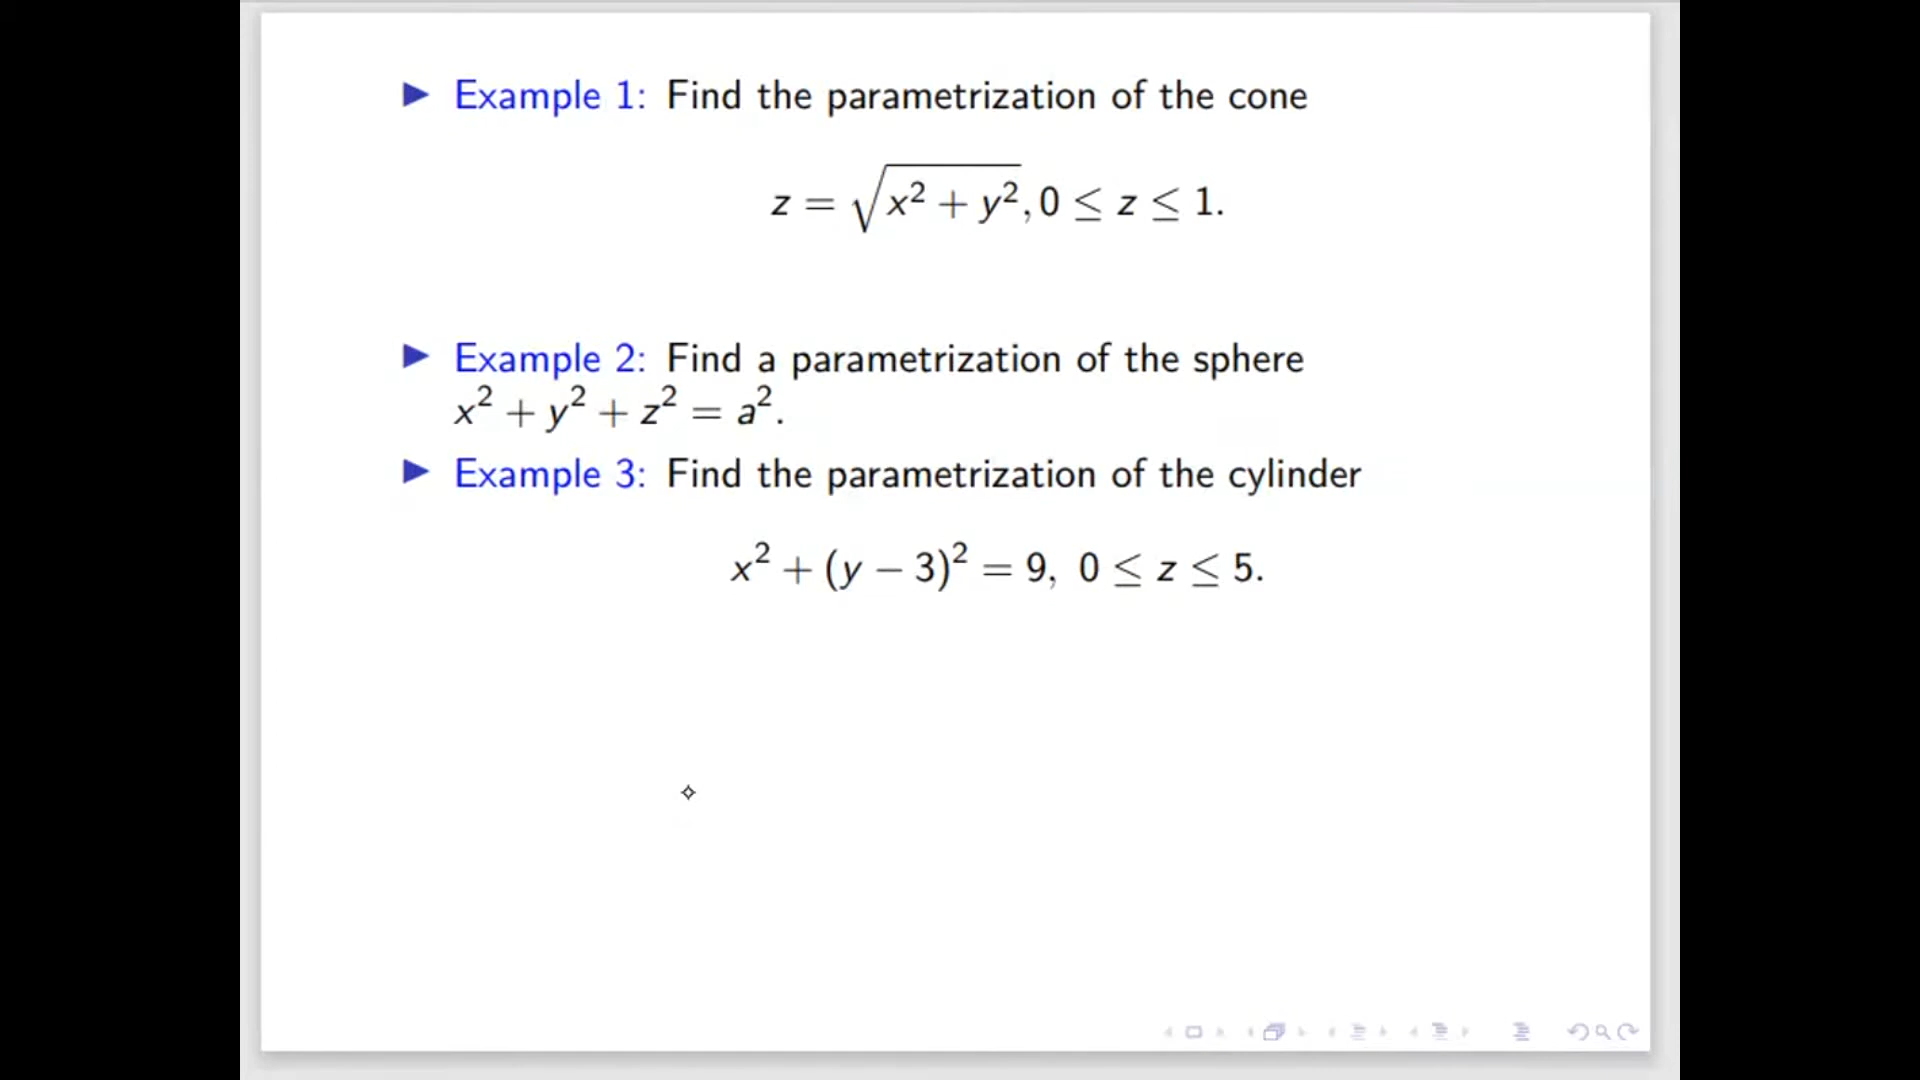 Example 1: Find the parametrization of the cone
z = √x² + y², 0 ≤ z ≤ 1.
Example 2: Find a parametrization of the sphere
x² + y² + z² = a².
Example 3: Find the parametrization of the cylinder
x² + (y − 3)² = 9, 0 ≤ z ≤ 5.